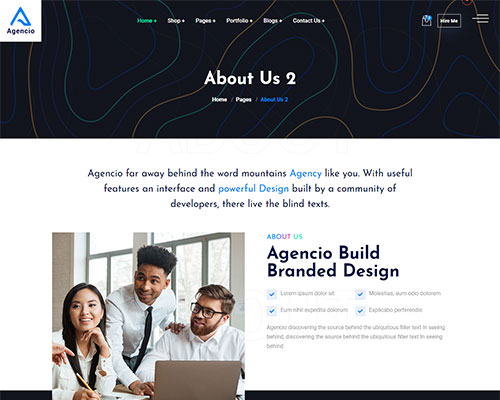 Agencio
Home + Shop + Pages + Portfolio + Blogs + Contact Us +
Hire Me
About Us 2
Home / Pages / About Us 2
ABOUT
Agencio far away behind the word mountains Agency like you. With useful
features an interface and powerful Design built by a community of
developers, there live the blind texts.
ABOUT US
Agencio Build
Branded Design
Lorem ipsum dolor sit
Molestias, eum odio dolorem
Eum nihil expedita dolorum
Explicabo perferendis
Agencio discovering the source behind the ubiquitous filler text In seeing
behind, discovering the source behind the ubiquitous filler text In seeing
behind